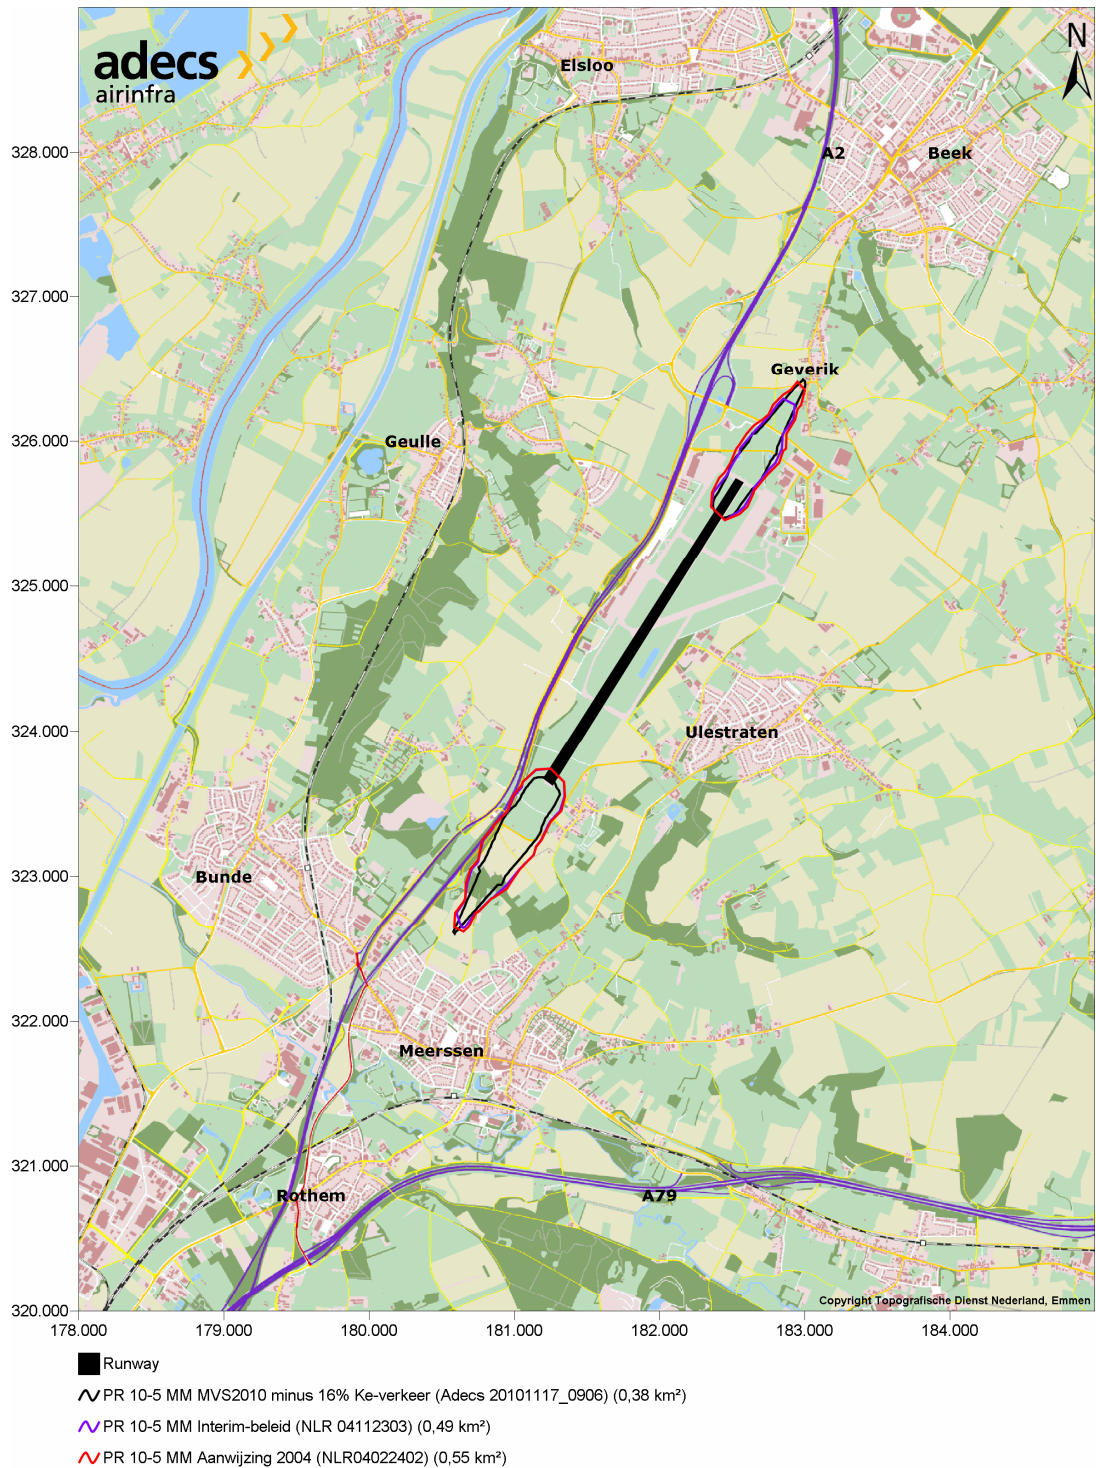 adecs
airinfra
N
Elsloo
A2
Beek
328.000
327.000
Geverik
326.000
Geulle
325.000
324.000
Ulestraten
323.000
Bunde
322.000
Meerssen
321.000
Rothem
A79
320.000
Copyright Topografische Dienst Nederland, Emmen
178.000 179.000 180.000 181.000 182.000 183.000 184.000
Runway
PR 10-5 MM MVS2010 minus 16% Ke-verkeer (Adecs 20101117_0906) (0,38 km²)
PR 10-5 MM Interim-beleid (NLR 04112303) (0,49 km²)
PR 10-5 MM Aanwijzing 2004 (NLR04022402) (0,55 km²)